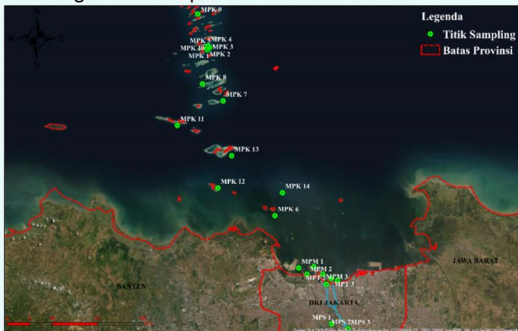 MPK 9
Legenda
Titik Sampling
Batas Provinsi
MPK 5 MPK 4
MPK 10 MPK 3
MPK 1 MPK 2
MPK 8
MPK 7
MPK 11
MPK 13
MPK 12
MPK 14
MPK 6
MPM 1
MPM 2
MPM 3
MPT 3
BANTEN
JAWA BARAT
DKI JAKARTA
MPS 1
MPS 2 MPS 3